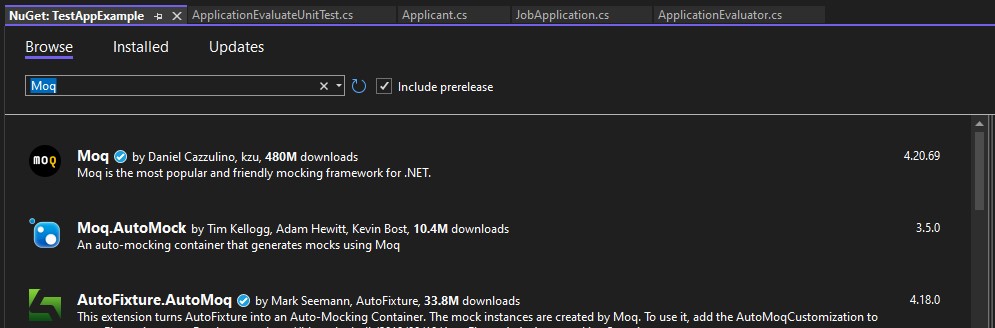 NuGet: TestAppExample ApplicationEvaluateUnitTest.cs Applicant.cs JobApplication.cs ApplicationEvaluator.cs
Browse Installed Updates
Moq Include prerelease
moq Moq by Daniel Cazzulino, kzu, 480M downloads 4.20.69
Moq is the most popular and friendly mocking framework for .NET.
Moq.AutoMock by Tim Kellogg, Adam Hewitt, Kevin Bost, 10.4M downloads 3.5.0
An auto-mocking container that generates mocks using Moq
AutoFixture.AutoMoq by Mark Seemann, AutoFixture, 33.8M downloads 4.18.0
This extension turns AutoFixture into an Auto-Mocking Container. The mock instances are created by Moq. To use it, add the AutoMoqCustomization to